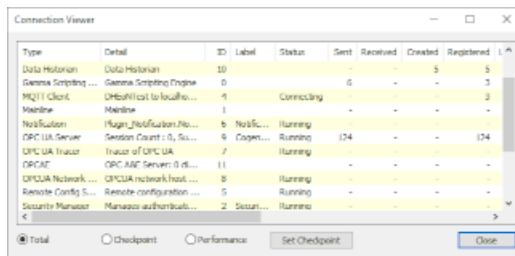 Connection Viewer
Type Detail ID Label Status Sent Received Created Registered
Data Historian Data Historian 10 - - 5 5
Gamma Scripting ... Gamma Scripting Engine 0 6 - - 3
MQTT Client DHEoNTest to localho... 4 Connecting - - - 3
Mainline Mainline 1 - - - -
Notification Plugin_Notification.No... 6 Notific... Running - - - -
OPC UA Server Session Count : 0, Su... 9 Cogen... Running 124 - - 124
OPC UA Tracer Tracer of OPC UA 7 Running - - - -
OPCAE OPC A&E Server: 0 cli... 11 - - - -
OPCUA Network ... OPCUA network host ... 8 Running - - - -
Remote Config S... Remote configuration ... 5 Running - - - -
Security Manager Manages authenticati... 2 Securi... Running - - - -
Total Checkpoint Performance Set Checkpoint Close